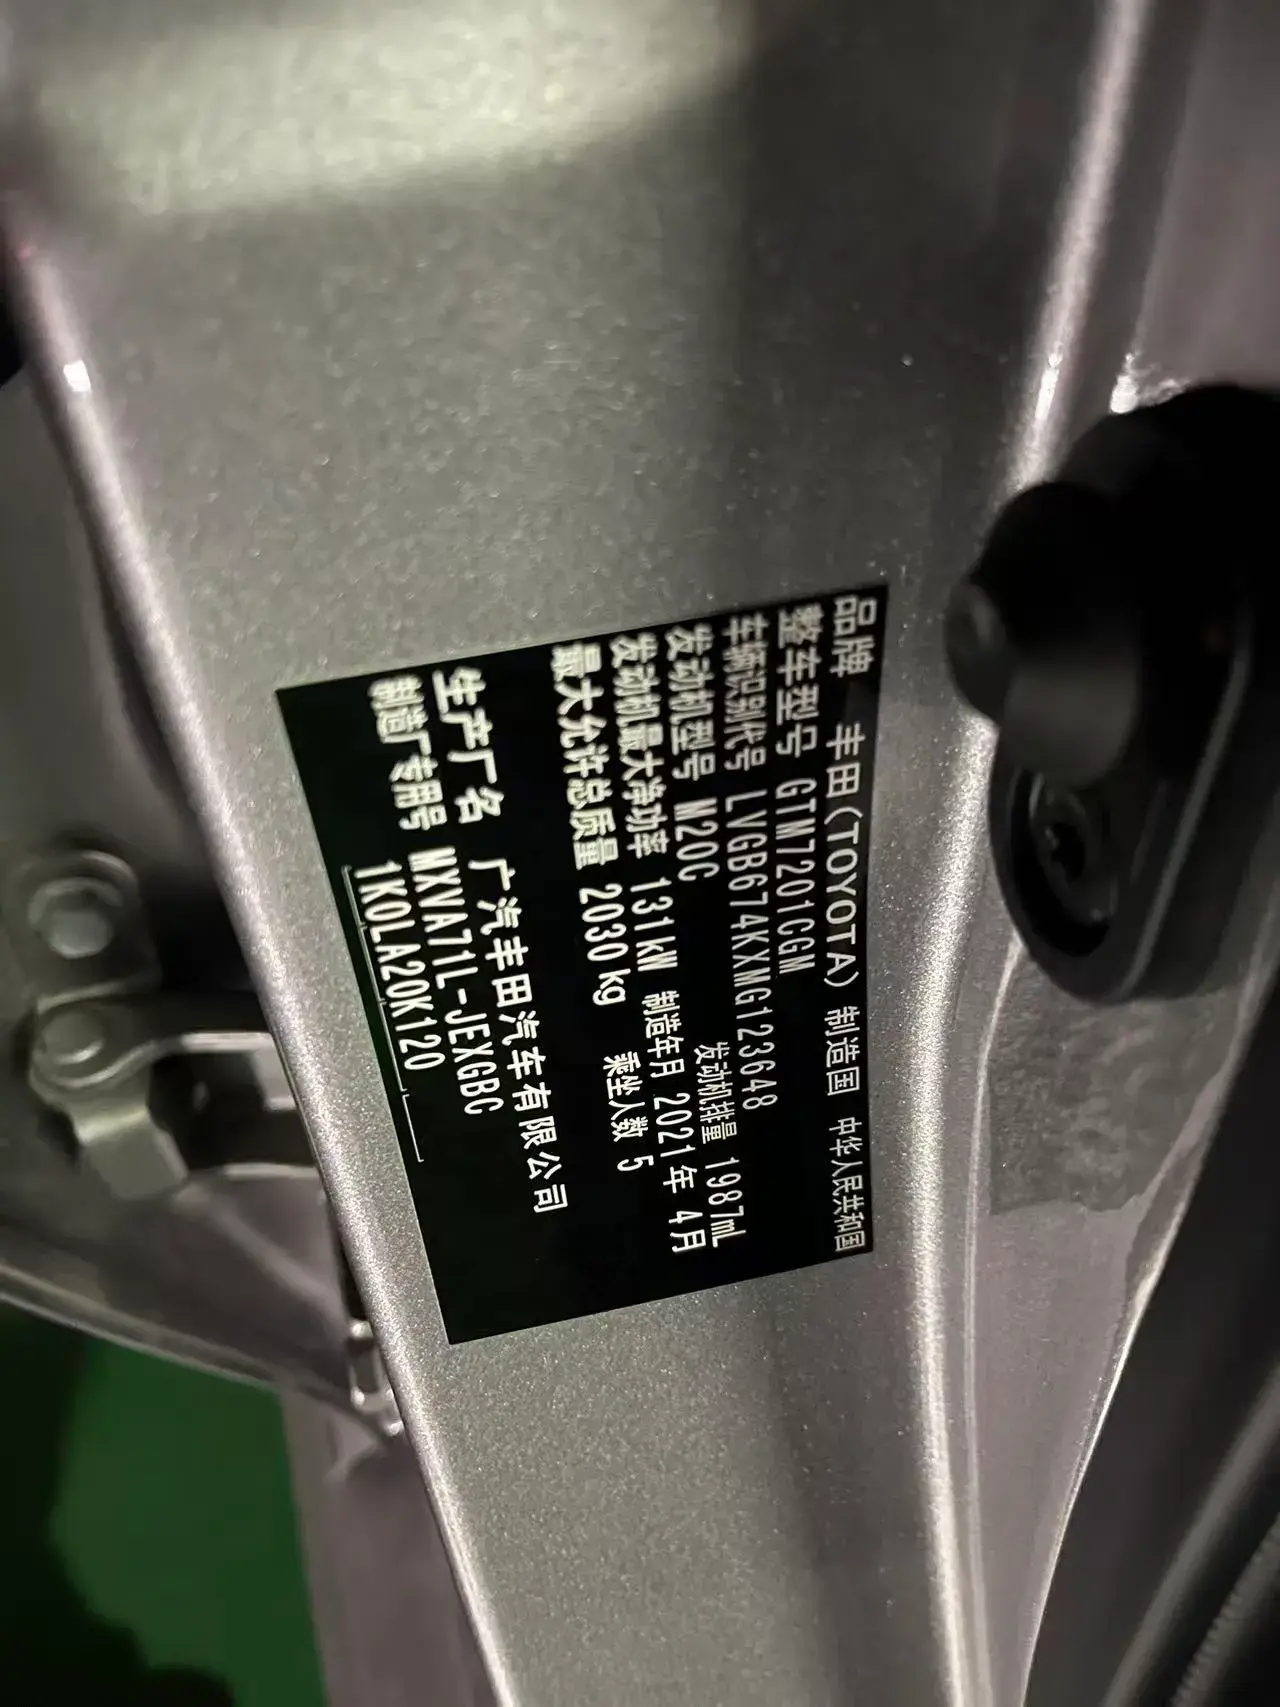 品牌 丰田(TOYOTA) 制造国 中华人民共和国
整车型号 GTM7201CGM
车辆识别代号 LVGB674KXMG123648
发动机型号 M20C 发动机排量 1987mL
发动机最大净功率 131kW 制造年月 2021年 4月
最大允许总质量 2030kg 乘坐人数 5
生产厂名 广汽丰田汽车有限公司
制造厂专用号 MXVA71L-JEXGBC
1K0LA20K120